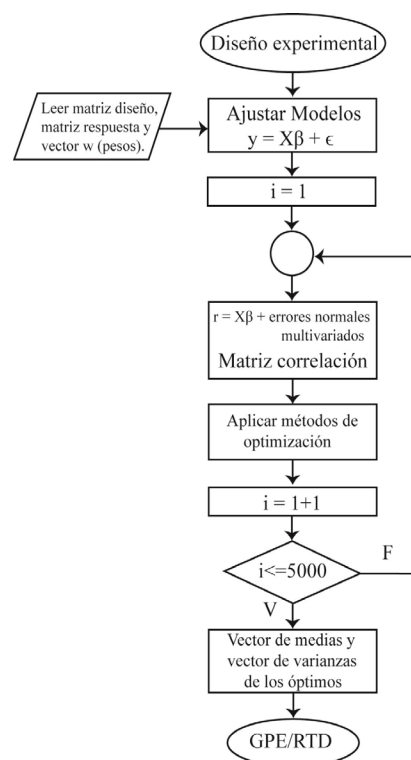 Diseño experimental
Leer matriz diseño,
matriz respuesta y
vector w (pesos).
Ajustar Modelos
y = Xβ + ϵ
i = 1
r = Xβ + errores normales
multivariados
Matriz correlación
Aplicar métodos de
optimización
i = 1+1
i<=5000
F
V
Vector de medias y
vector de varianzas
de los óptimos
GPE/RTD